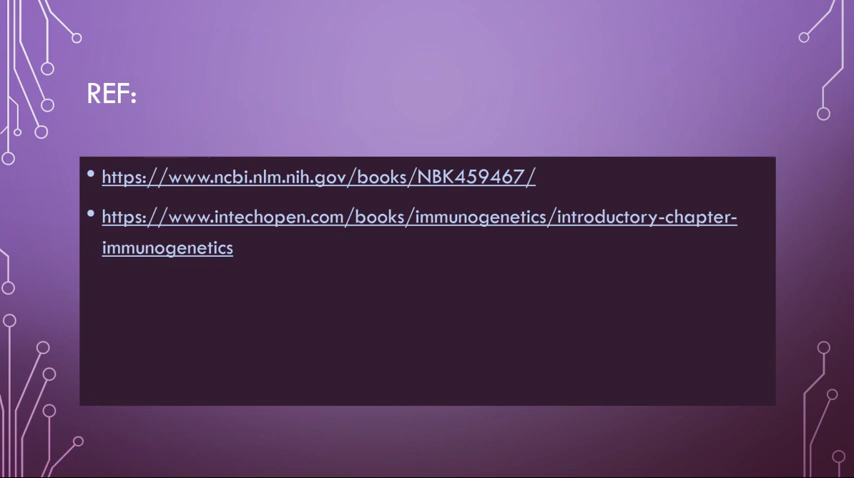 REF:
• https://www.ncbi.nlm.nih.gov/books/NBK459467/
• https://www.intechopen.com/books/immunogenetics/introductory-chapter-
immunogenetics